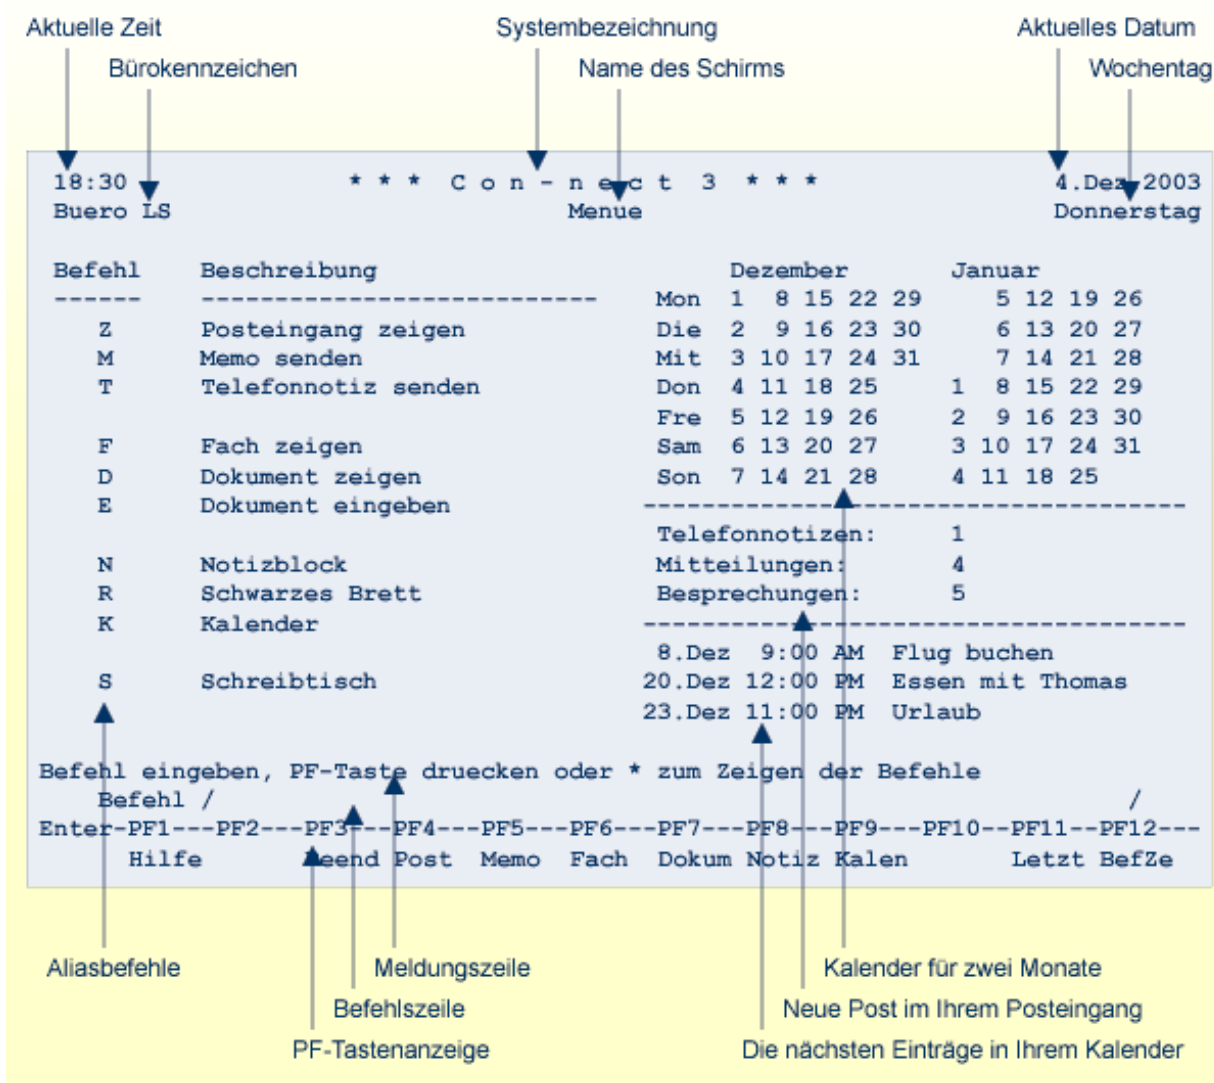 Aktuelle Zeit Systembezeichnung Aktuelles Datum
Bürokennzeichen Name des Schirms Wochentag
18:30 * * * C o n - n e c t 3 * * * 4.Dez 2003
Buero LS Menue Donnerstag
Befehl Beschreibung Dezember Januar
------ --------------------------- Mon 1 8 15 22 29 5 12 19 26
Z Posteingang zeigen Die 2 9 16 23 30 6 13 20 27
M Memo senden Mit 3 10 17 24 31 7 14 21 28
T Telefonnotiz senden Don 4 11 18 25 1 8 15 22 29
Fre 5 12 19 26 2 9 16 23 30
F Fach zeigen Sam 6 13 20 27 3 10 17 24 31
D Dokument zeigen Son 7 14 21 28 4 11 18 25
E Dokument eingeben -------------------------------------
Telefonnotizen: 1
N Notizblock Mitteilungen: 4
R Schwarzes Brett Besprechungen: 5
K Kalender -------------------------------------
8.Dez 9:00 AM Flug buchen
S Schreibtisch 20.Dez 12:00 PM Essen mit Thomas
23.Dez 11:00 PM Urlaub
Befehl eingeben, PF-Taste druecken oder * zum Zeigen der Befehle
Befehl / /
Enter-PF1---PF2---PF3---PF4---PF5---PF6---PF7---PF8---PF9---PF10--PF11--PF12---
Hilfe Beend Post Memo Fach Dokum Notiz Kalen Letzt BefZe
Aliasbefehle Meldungszeile Kalender für zwei Monate
Befehlszeile Neue Post im Ihrem Posteingang
PF-Tastenanzeige Die nächsten Einträge in Ihrem Kalender